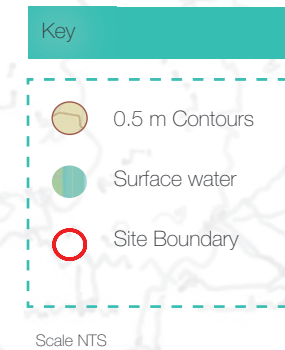 Key
0.5 m Contours
Surface water
Site Boundary
Scale NTS